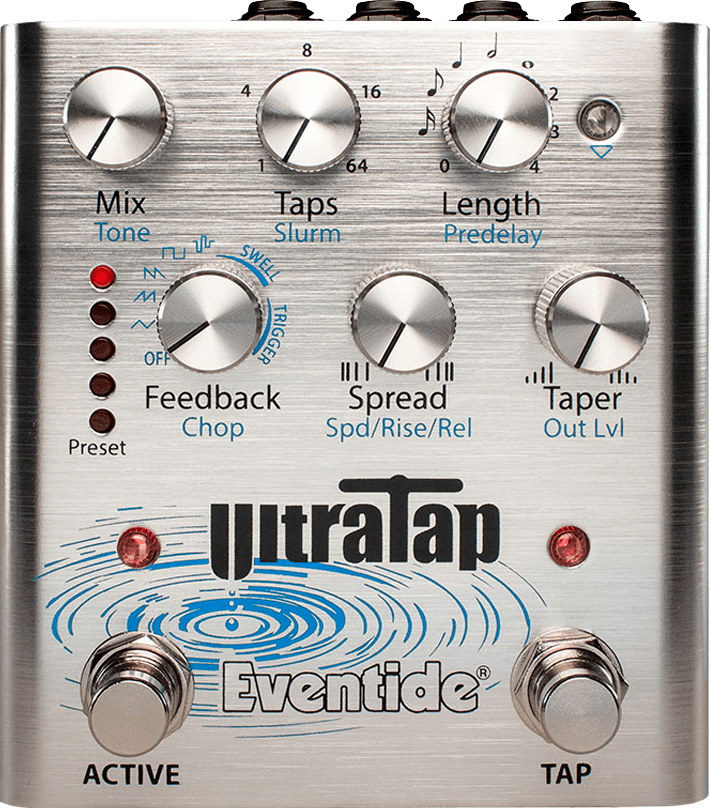 8
4 16
1 64
2
3
0 4
Mix Taps Length
Tone Slurm Predelay
SWELL
TRIGGER
OFF
Feedback Spread Taper
Chop Spd/Rise/Rel Out Lvl
Preset
UltraTap
Eventide®
ACTIVE TAP